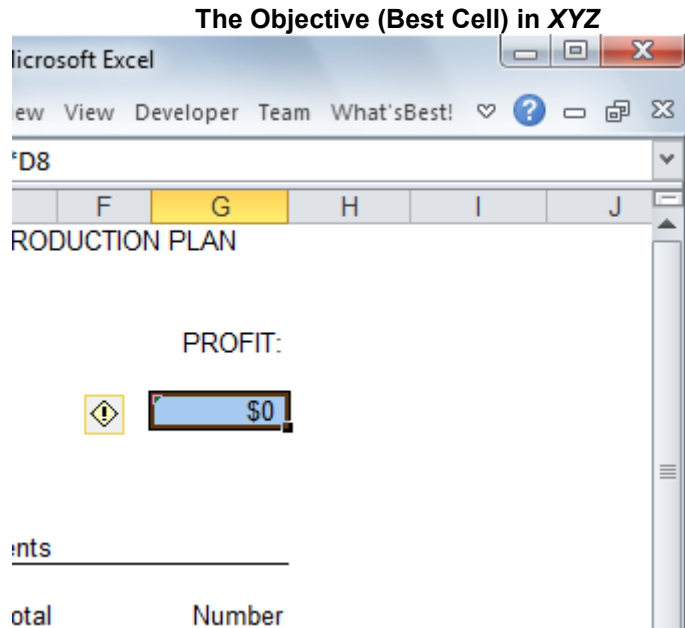 The Objective (Best Cell) in XYZ
licrosoft Excel
iew View Developer Team What'sBest!
*D8
F G H I J
RODUCTION PLAN
PROFIT:
$0
ents
otal Number